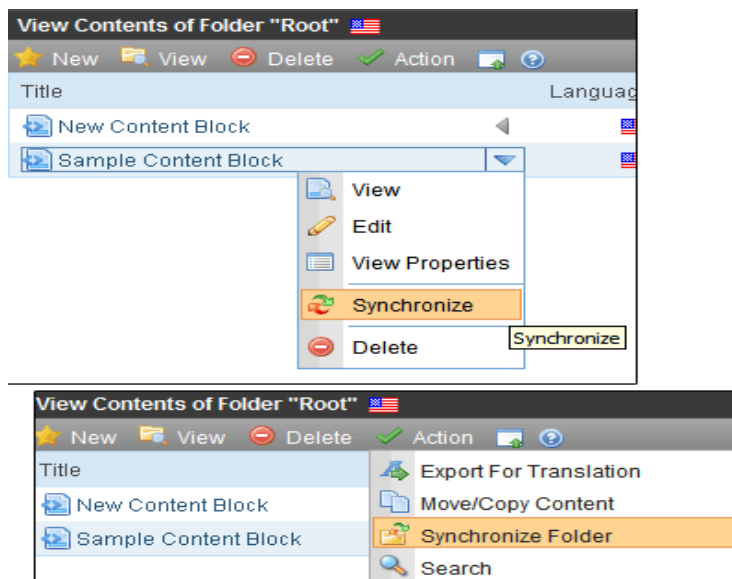 View Contents of Folder "Root"
New View Delete Action
Title Languag
New Content Block
Sample Content Block
View
Edit
View Properties
Synchronize
Synchronize
Delete
View Contents of Folder "Root"
New View Delete Action
Title
New Content Block
Sample Content Block
Export For Translation
Move/Copy Content
Synchronize Folder
Search